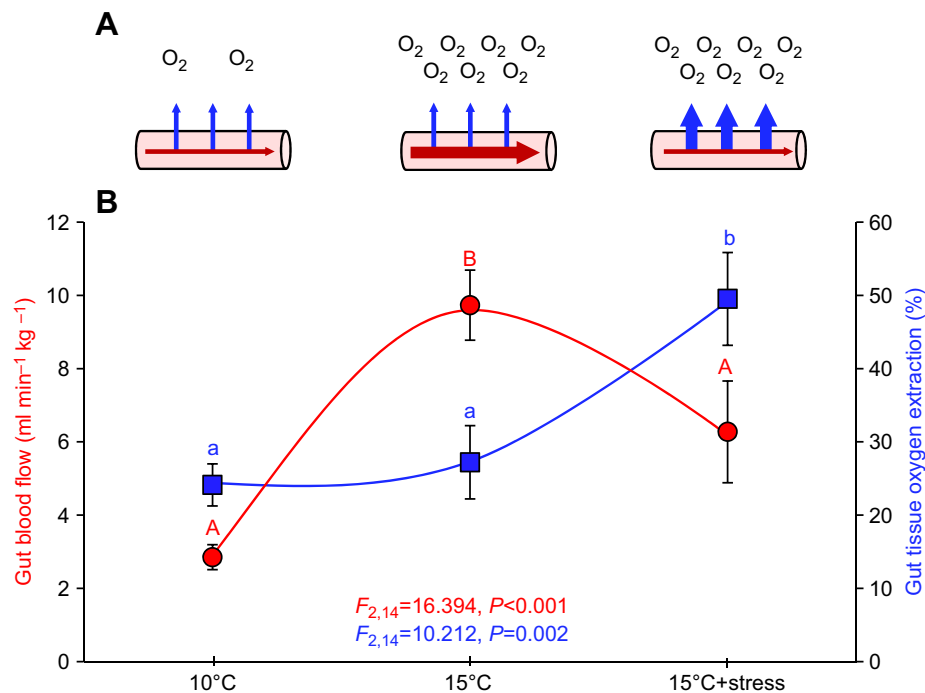 A
O2 O2
O2 O2 O2 O2
O2 O2 O2
O2 O2 O2 O2
O2 O2 O2
B
Gut blood flow (ml min⁻¹ kg⁻¹)
12
10
8
6
4
2
0
a
A
B
a
b
A
F2,14=16.394, P<0.001
F2,14=10.212, P=0.002
60
50
40
30
20
10
0
Gut tissue oxygen extraction (%)
10°C 15°C 15°C+stress